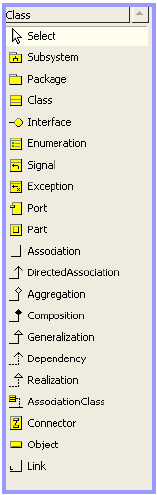 Class
Select
Subsystem
Package
Class
Interface
Enumeration
Signal
Exception
Port
Part
Association
DirectedAssociation
Aggregation
Composition
Generalization
Dependency
Realization
AssociationClass
Connector
Object
Link